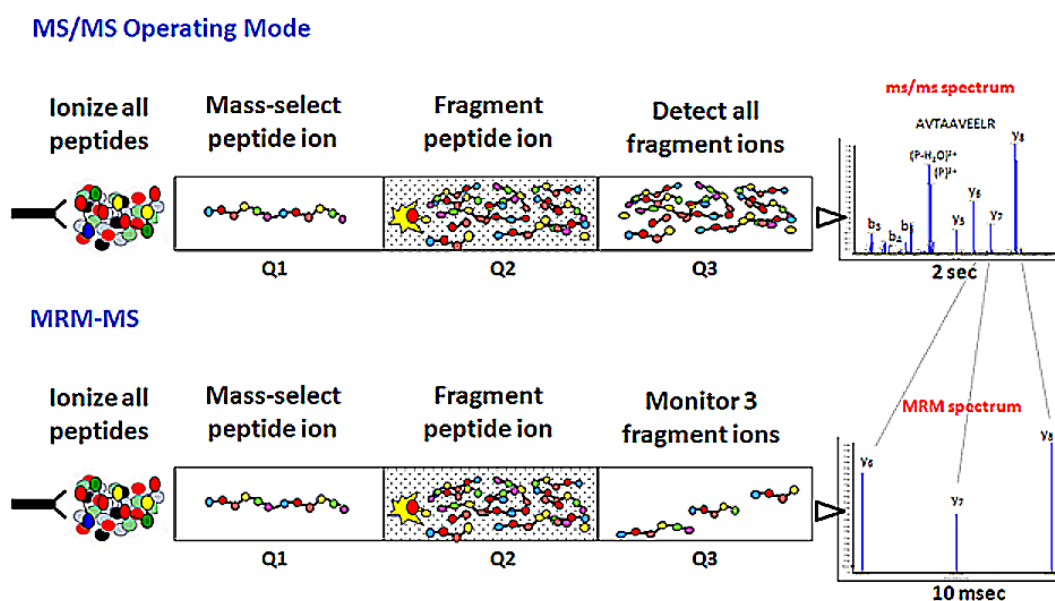 MS/MS Operating Mode
Ionize all
peptides
Mass-select
peptide ion
Fragment
peptide ion
Detect all
fragment ions
ms/ms spectrum
AVTAAVEELR
y₈
(P-H₂O)²⁺
(P)²⁺
y₆
y₅
y₇
b₃
b₄
b
Q1
Q2
Q3
2 sec
MRM-MS
Ionize all
peptides
Mass-select
peptide ion
Fragment
peptide ion
Monitor 3
fragment ions
MRM spectrum
y₆
y₇
y₈
Q1
Q2
Q3
10 msec